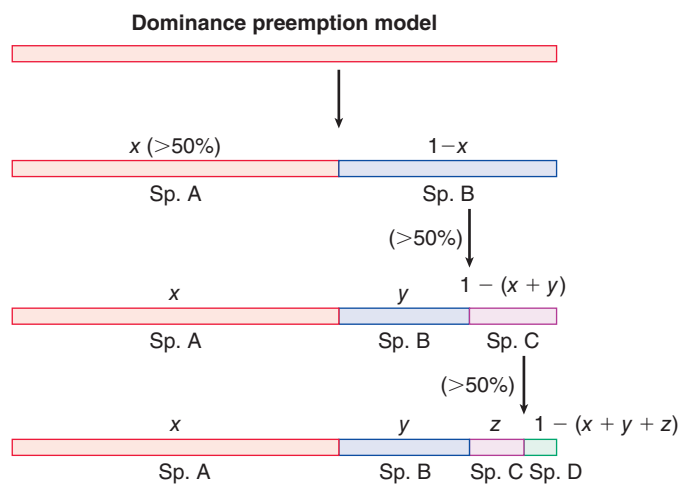 Dominance preemption model
x (>50%) 1−x
Sp. A Sp. B
(>50%)
x y 1 − (x + y)
Sp. A Sp. B Sp. C
(>50%)
x y z 1 − (x + y + z)
Sp. A Sp. B Sp. C Sp. D